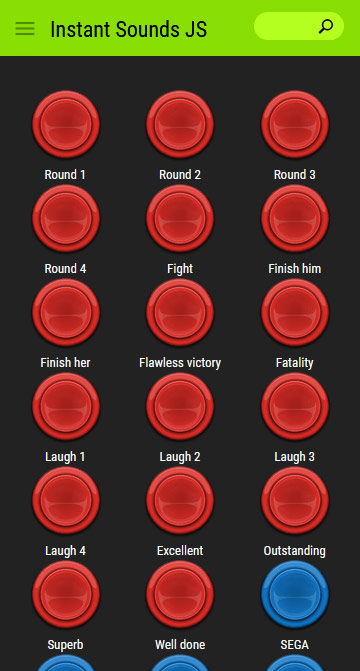 Instant Sounds JS
Round 1 Round 2 Round 3
Round 4 Fight Finish him
Finish her Flawless victory Fatality
Laugh 1 Laugh 2 Laugh 3
Laugh 4 Excellent Outstanding
Superb Well done SEGA